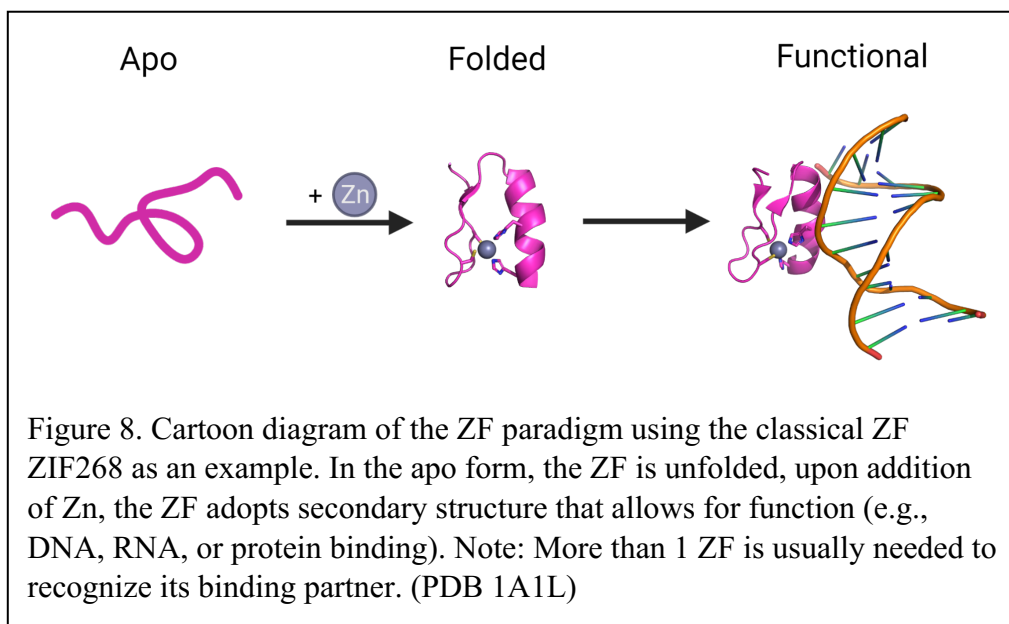 Apo Folded Functional
+ Zn
Figure 8. Cartoon diagram of the ZF paradigm using the classical ZF
ZIF268 as an example. In the apo form, the ZF is unfolded, upon addition
of Zn, the ZF adopts secondary structure that allows for function (e.g.,
DNA, RNA, or protein binding). Note: More than 1 ZF is usually needed to
recognize its binding partner. (PDB 1A1L)